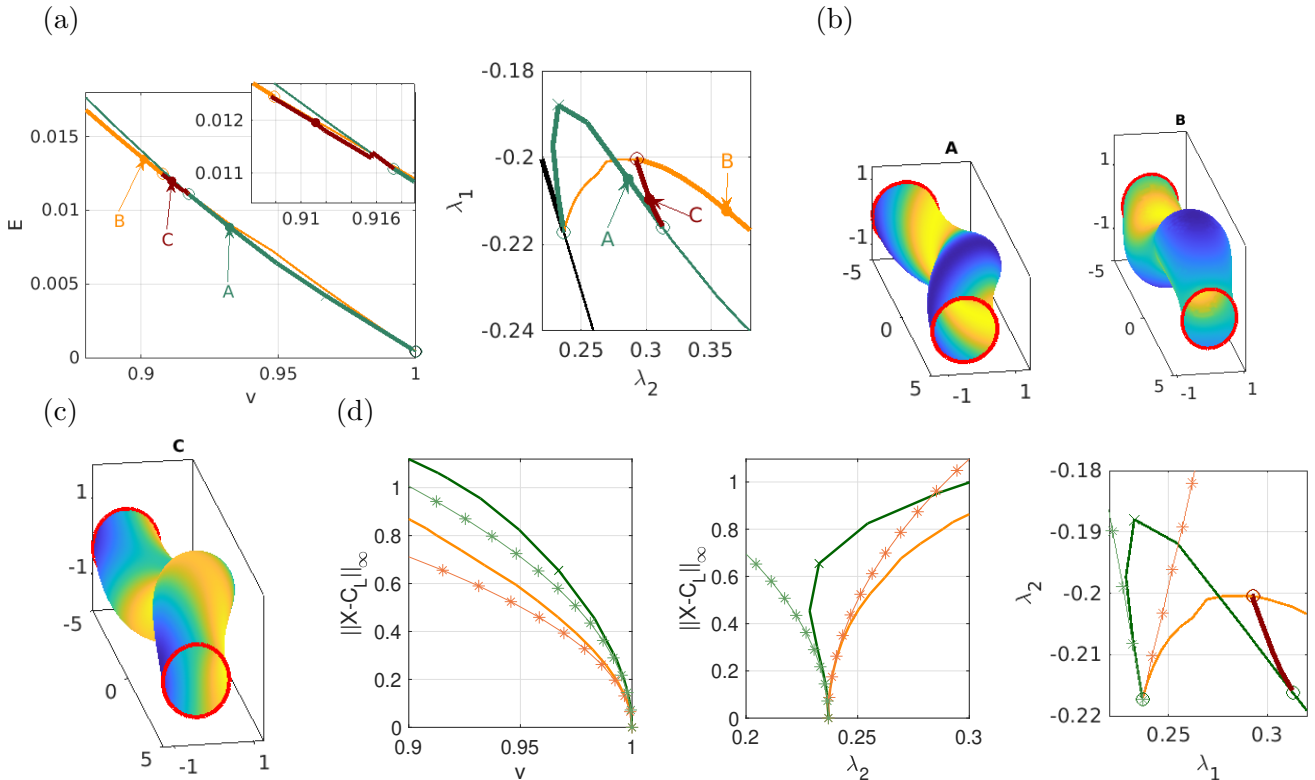 (a)
E
0.015
0.01
0.005
0
0.9
0.95
1
v
B
C
A
0.012
0.011
0.91
0.916
λ1
-0.18
-0.2
-0.22
-0.24
0.25
0.3
0.35
λ2
A
B
C
(b)
A
1
-1
-5
0
5
-1
1
B
1
-1
-5
0
5
-1
1
(c)
C
1
-1
-5
0
5
-1
1
(d)
||X-C_L||∞
1
0.8
0.6
0.4
0.2
0
0.9
0.95
1
v
||X-C_L||∞
1
0.8
0.6
0.4
0.2
0
0.2
0.25
0.3
λ2
λ2
-0.18
-0.19
-0.2
-0.21
-0.22
0.25
0.3
λ1